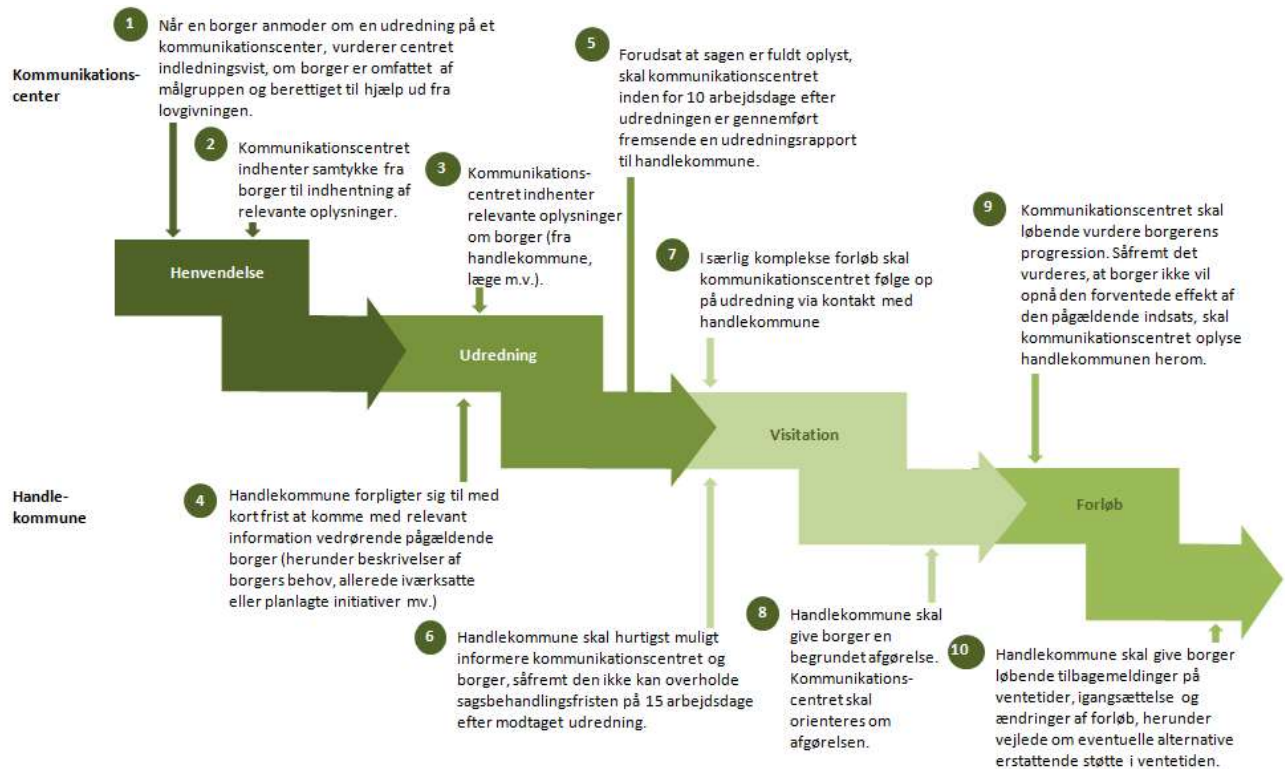 Kommunikations-
center
1
Når en borger anmoder om en udredning på et
kommunikationscenter, vurderer centret
indledningsvist, om borger er omfattet af
målgruppen og berettiget til hjælp ud fra
lovgivningen.
2
Kommunikationscentret
indhenter samtykke fra
borger til indhentning af
relevante oplysninger.
3
Kommunikations-
centret indhenter
relevante oplysninger
om borger (fra
handlekommune,
læge m.v.).
5
Forudsat at sagen er fuldt oplyst,
skal kommunikationscentret
inden for 10 arbejdsdage efter
udredningen er gennemført
fremsende en udredningsrapport
til handlekommune.
7
I særlig komplekse forløb skal
kommunikationscentret følge op
på udredning via kontakt med
handlekommune
9
Kommunikationscentret skal
løbende vurdere borgerens
progression. Såfremt det
vurderes, at borger ikke vil
opnå den forventede effekt af
den pågældende indsats, skal
kommunikationscentret oplyse
handlekommunen herom.
Henvendelse
Udredning
Visitation
Forløb
Handle-
kommune
4
Handlekommune forpligter sig til med
kort frist at komme med relevant
information vedrørende pågældende
borger (herunder beskrivelser af
borgers behov, allerede iværksatte
eller planlagte initiativer mv.)
6
Handlekommune skal hurtigst muligt
informere kommunikationscentret og
borger, såfremt den ikke kan overholde
sagsbehandlingsfristen på 15 arbejdsdage
efter modtaget udredning.
8
Handlekommune skal
give borger en
begrundet afgørelse.
Kommunikations-
centret skal
orienteres om
afgørelsen.
10
Handlekommune skal give borger
løbende tilbagemeldinger på
ventetider, igangsættelse og
ændringer af forløb, herunder
vejlede om eventuelle alternative
erstattende støtte i ventetiden.